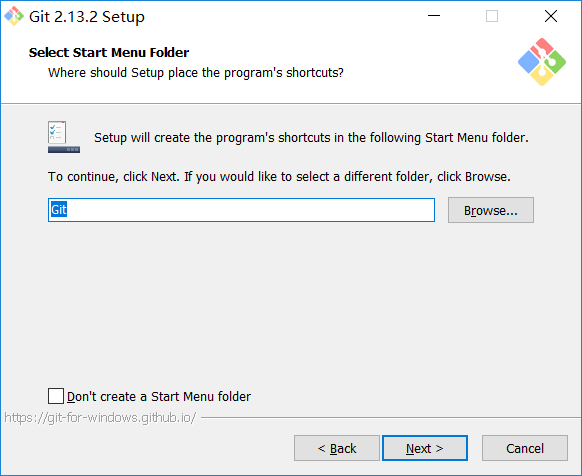 Git 2.13.2 Setup
Select Start Menu Folder
Where should Setup place the program's shortcuts?
Setup will create the program's shortcuts in the following Start Menu folder.
To continue, click Next. If you would like to select a different folder, click Browse.
Git
Browse...
Don't create a Start Menu folder
https://git-for-windows.github.io/
< Back
Next >
Cancel